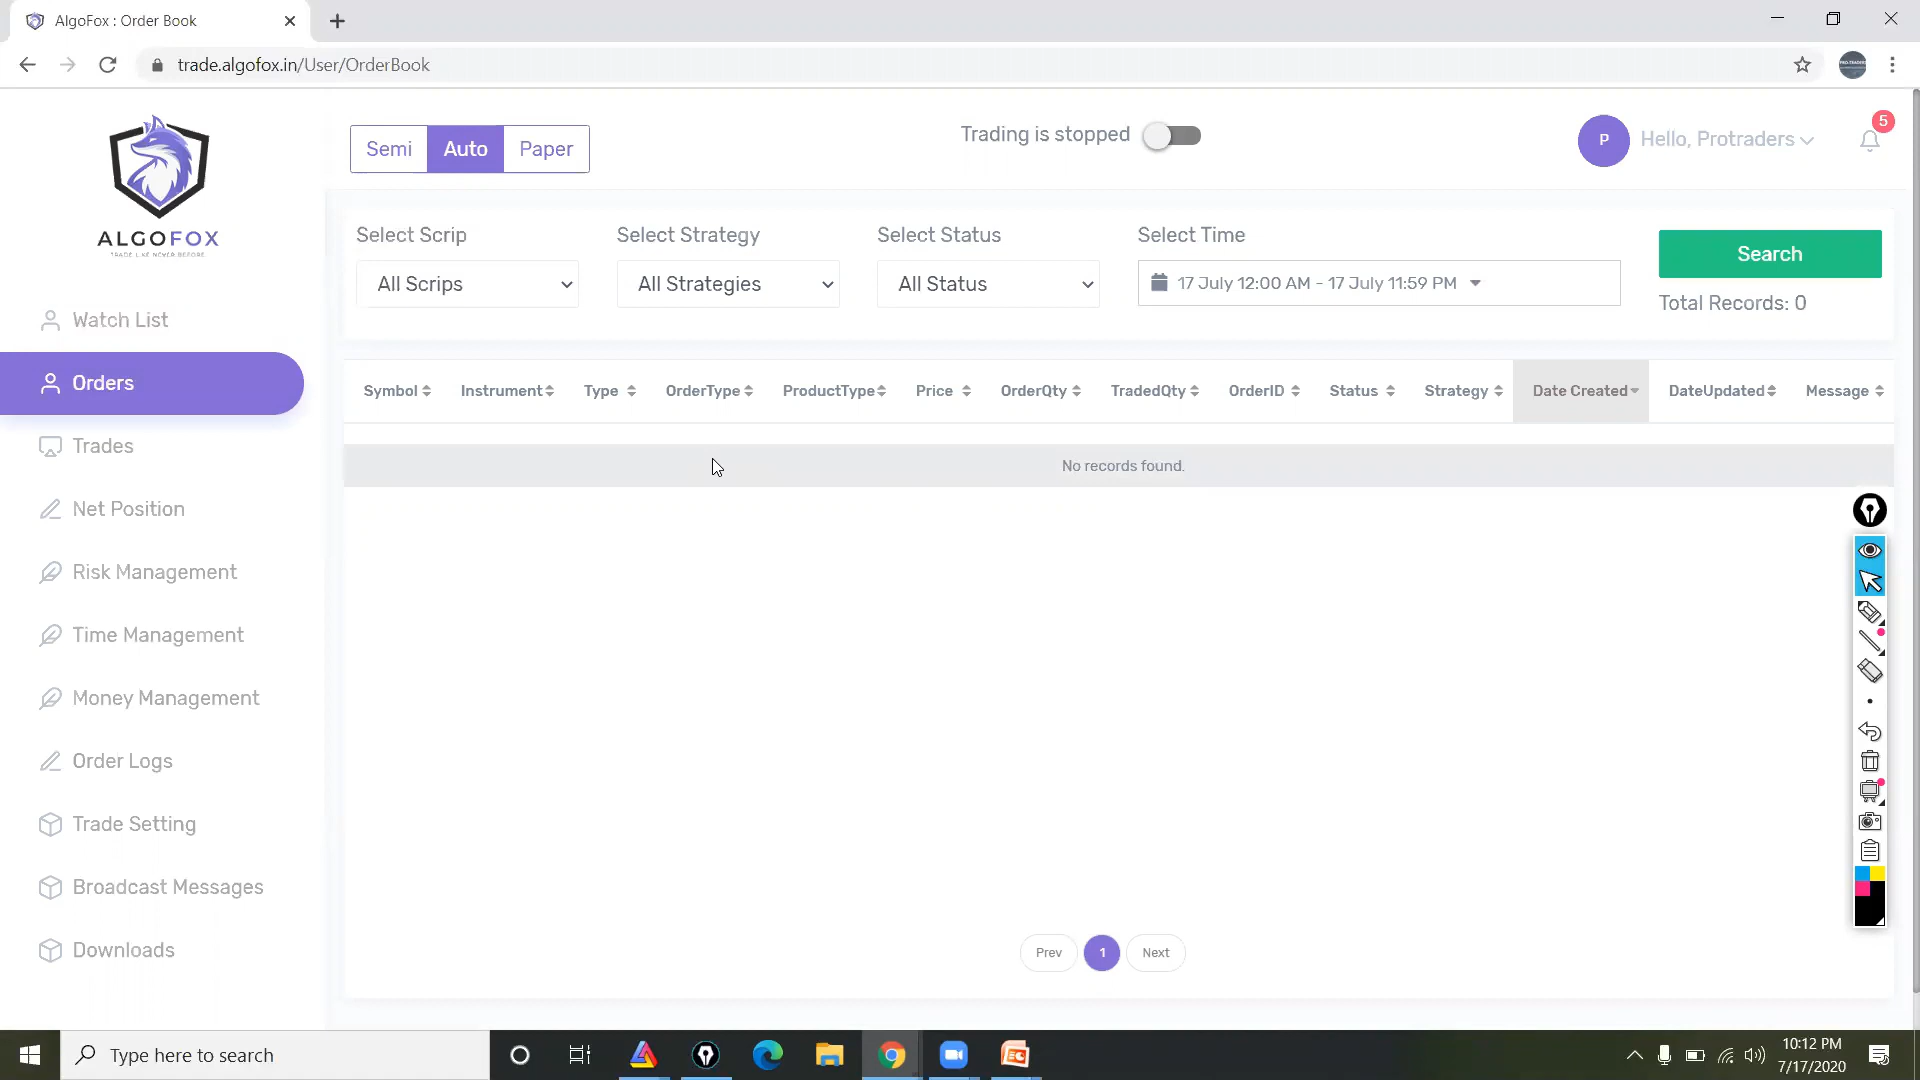 AlgoFox : Order Book
trade.algofox.in/User/OrderBook
ALGOFOX
TRADE LIKE NEVER BEFORE
Semi Auto Paper
Trading is stopped
P
Hello, Protraders
5
Select Scrip
Select Strategy
Select Status
Select Time
All Scrips
All Strategies
All Status
17 July 12:00 AM - 17 July 11:59 PM
Search
Total Records: 0
Watch List
Orders
Trades
Net Position
Risk Management
Time Management
Money Management
Order Logs
Trade Setting
Broadcast Messages
Downloads
Symbol Instrument Type OrderType ProductType Price OrderQty TradedQty OrderID Status Strategy Date Created DateUpdated Message
No records found.
Prev 1 Next
Type here to search
10:12 PM
7/17/2020